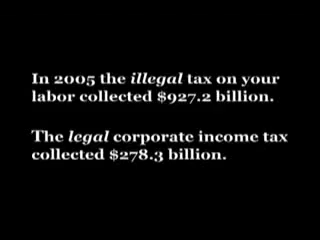 In 2005 the illegal tax on your
labor collected $927.2 billion.
The legal corporate income tax
collected $278.3 billion.